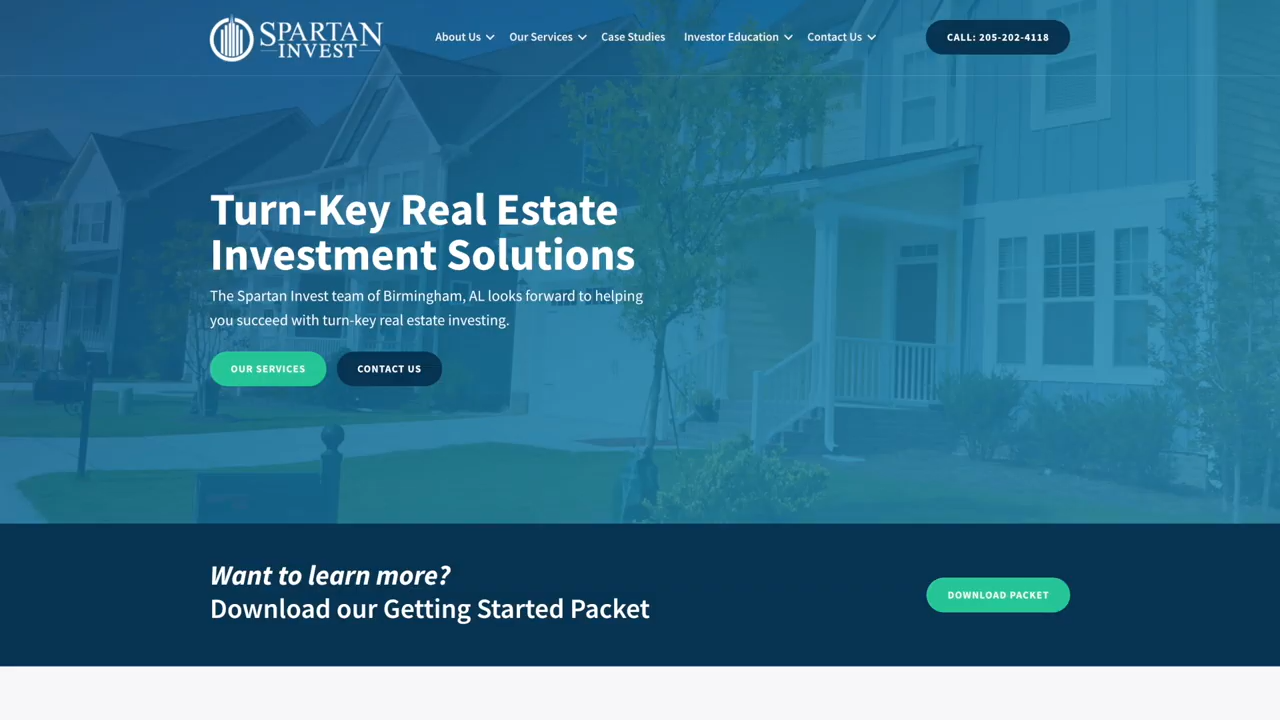 SPARTAN
INVEST
About Us
Our Services
Case Studies
Investor Education
Contact Us
CALL: 205-202-4118
Turn-Key Real Estate
Investment Solutions
The Spartan Invest team of Birmingham, AL looks forward to helping
you succeed with turn-key real estate investing.
OUR SERVICES
CONTACT US
Want to learn more?
Download our Getting Started Packet
DOWNLOAD PACKET